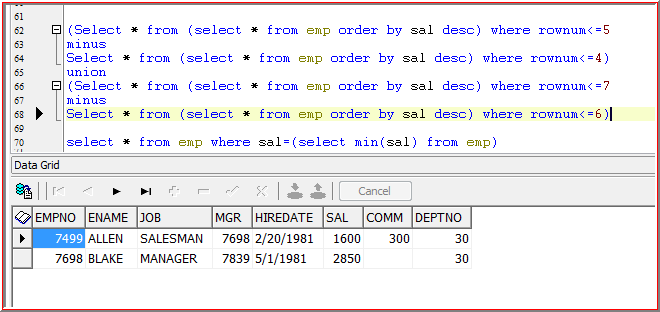 61
62 (Select * from (select * from emp order by sal desc) where rownum<=5
63 minus
64 Select * from (select * from emp order by sal desc) where rownum<=4)
65 union
66 (Select * from (select * from emp order by sal desc) where rownum<=7
67 minus
68 Select * from (select * from emp order by sal desc) where rownum<=6)
69
70 select * from emp where sal=(select min(sal) from emp)
Data Grid
Cancel
EMPNO ENAME JOB MGR HIREDATE SAL COMM DEPTNO
7499 ALLEN SALESMAN 7698 2/20/1981 1600 300 30
7698 BLAKE MANAGER 7839 5/1/1981 2850 30